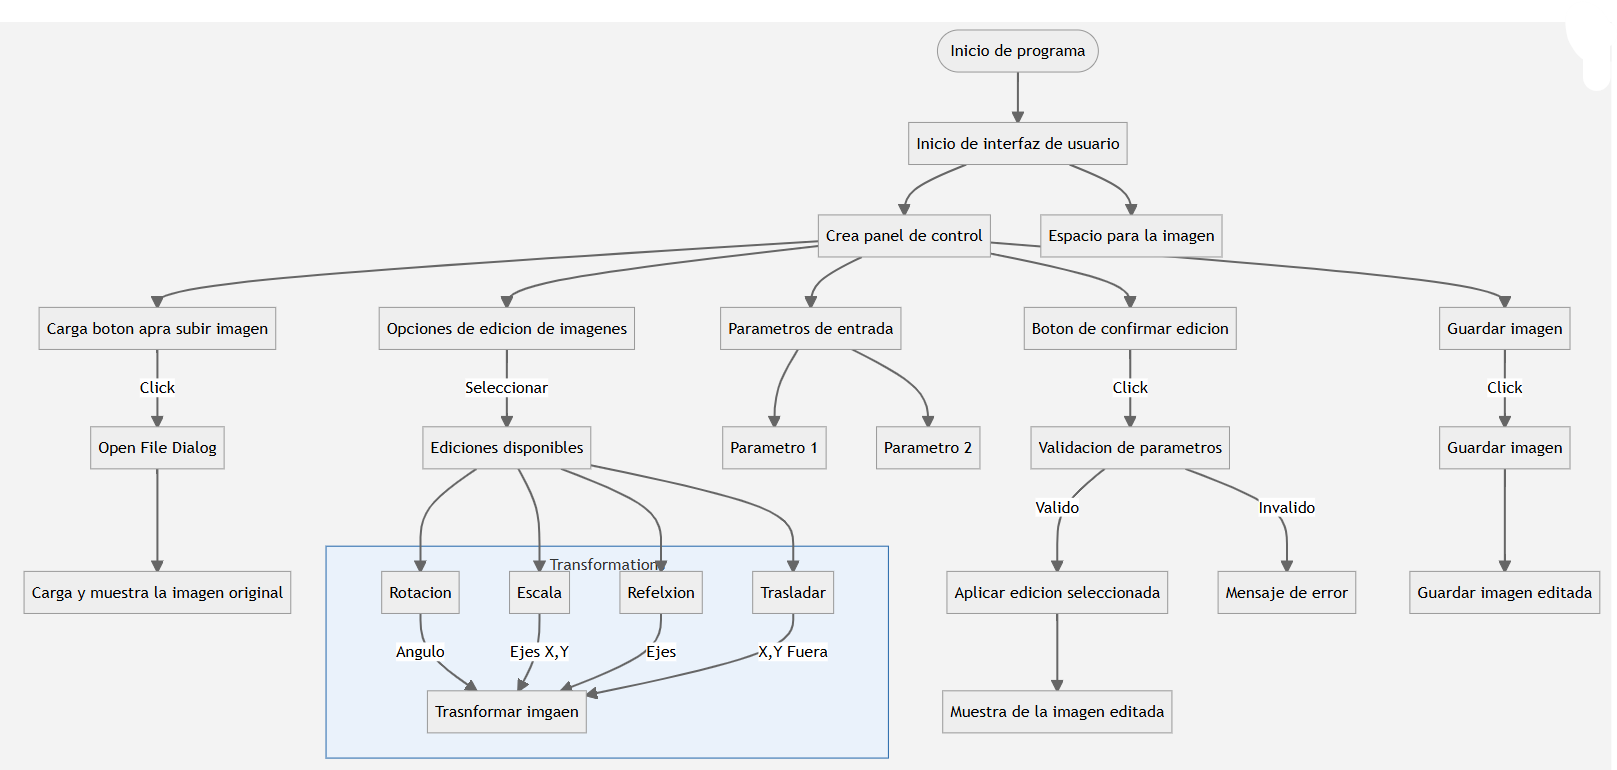 Inicio de programa
Inicio de interfaz de usuario
Crea panel de control
Espacio para la imagen
Carga boton apra subir imagen
Opciones de edicion de imagenes
Parametros de entrada
Boton de confirmar edicion
Guardar imagen
Click
Seleccionar
Click
Click
Open File Dialog
Ediciones disponibles
Parametro 1
Parametro 2
Validacion de parametros
Guardar imagen
Valido
Invalido
Transformation
Carga y muestra la imagen original
Rotacion
Escala
Refelxion
Trasladar
Aplicar edicion seleccionada
Mensaje de error
Guardar imagen editada
Angulo
Ejes X,Y
Ejes
X,Y Fuera
Trasnformar imgaen
Muestra de la imagen editada